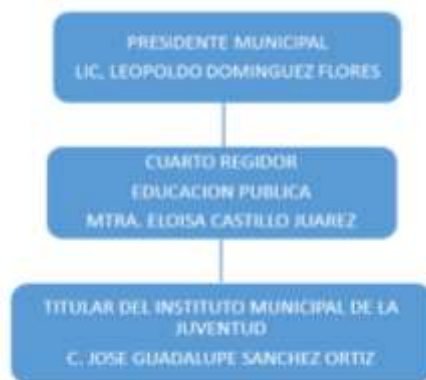 PRESIDENTE MUNICIPAL
LIC. LEOPOLDO DOMINGUEZ FLORES
CUARTO REGIDOR
EDUCACION PUBLICA
MTRA. ELOISA CASTILLO JUAREZ
TITULAR DEL INSTITUTO MUNICIPAL DE LA
JUVENTUD
C. JOSE GUADALUPE SANCHEZ ORTIZ